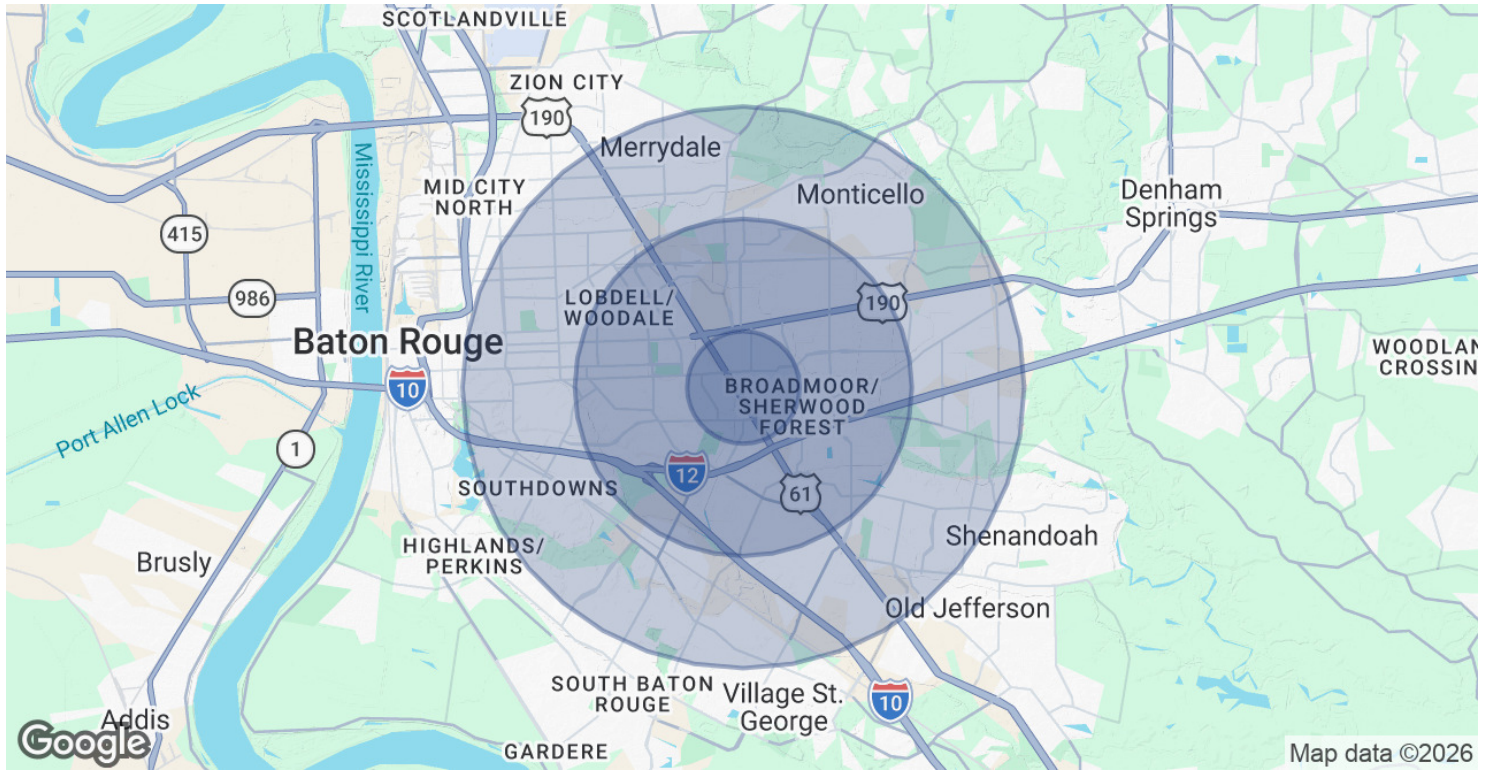 SCOTLANDVILLE
ZION CITY
190
Merrydale
MID CITY
NORTH
Monticello
Denham
Springs
Mississippi River
415
986
LOBDELL/
WOODALE
190
Baton Rouge
WOODLAN
CROSSIN
10
BROADMOOR/
SHERWOOD
FOREST
Port Allen Lock
1
12
SOUTHDOWNS
61
HIGHLANDS/
PERKINS
Shenandoah
Brusly
Old Jefferson
SOUTH BATON
ROUGE
Village St.
George
10
Addis
Google
GARDERE
Map data ©2026